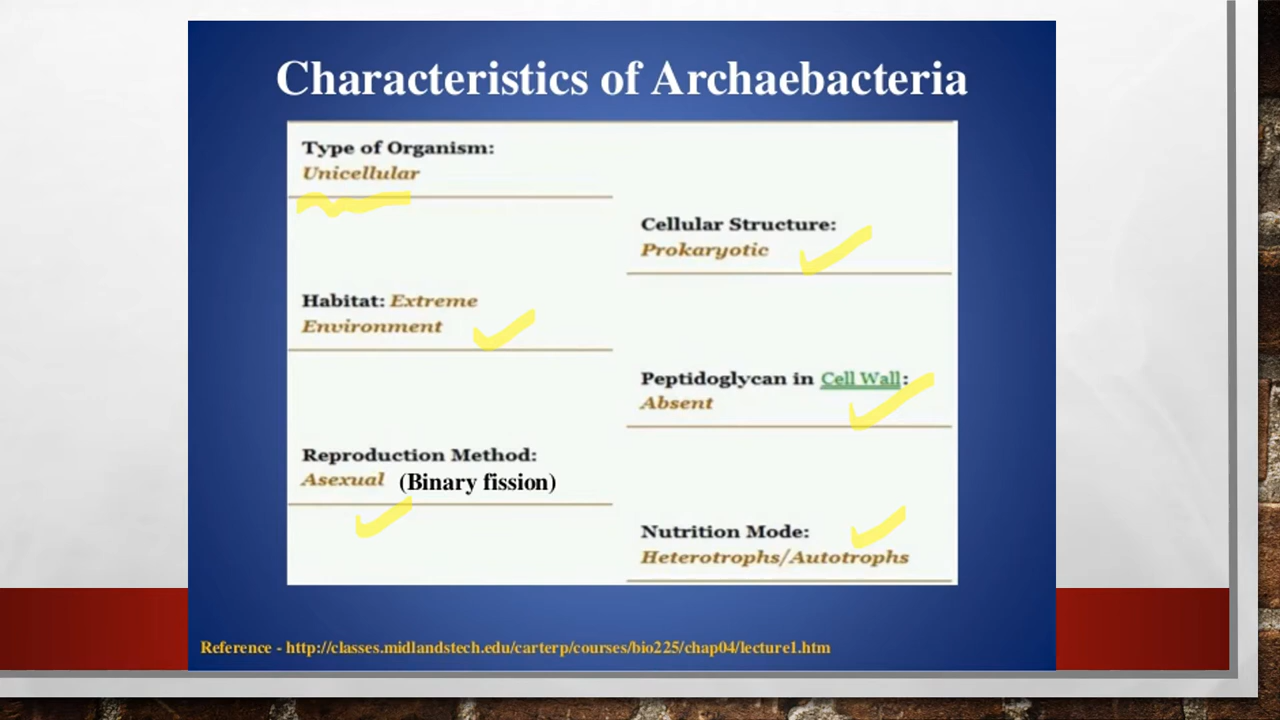 Characteristics of Archaebacteria
Type of Organism:
Unicellular
Cellular Structure:
Prokaryotic
Habitat: Extreme
Environment
Peptidoglycan in Cell Wall:
Absent
Reproduction Method:
Asexual (Binary fission)
Nutrition Mode:
Heterotrophs/Autotrophs
Reference - http://classes.midlandstech.edu/carterp/courses/bio225/chap04/lecture1.htm